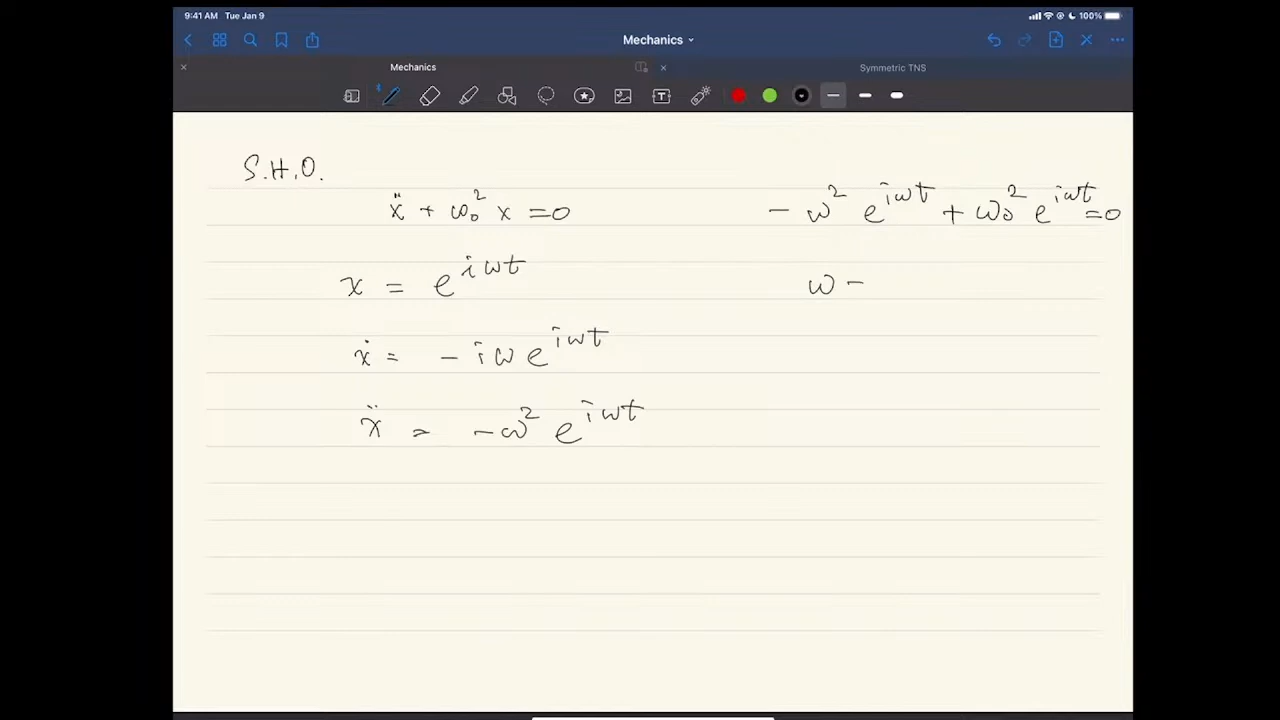 9:41 AM Tue Jan 9
100%
Mechanics
Mechanics
Symmetric TNS
S.H.O.
ẍ + ω₀² x = 0
x = e^{iωt}
ẋ = - iω e^{iωt}
ẍ = -ω² e^{iωt}
- ω² e^{iωt} + ω₀² e^{iωt} = 0
ω -